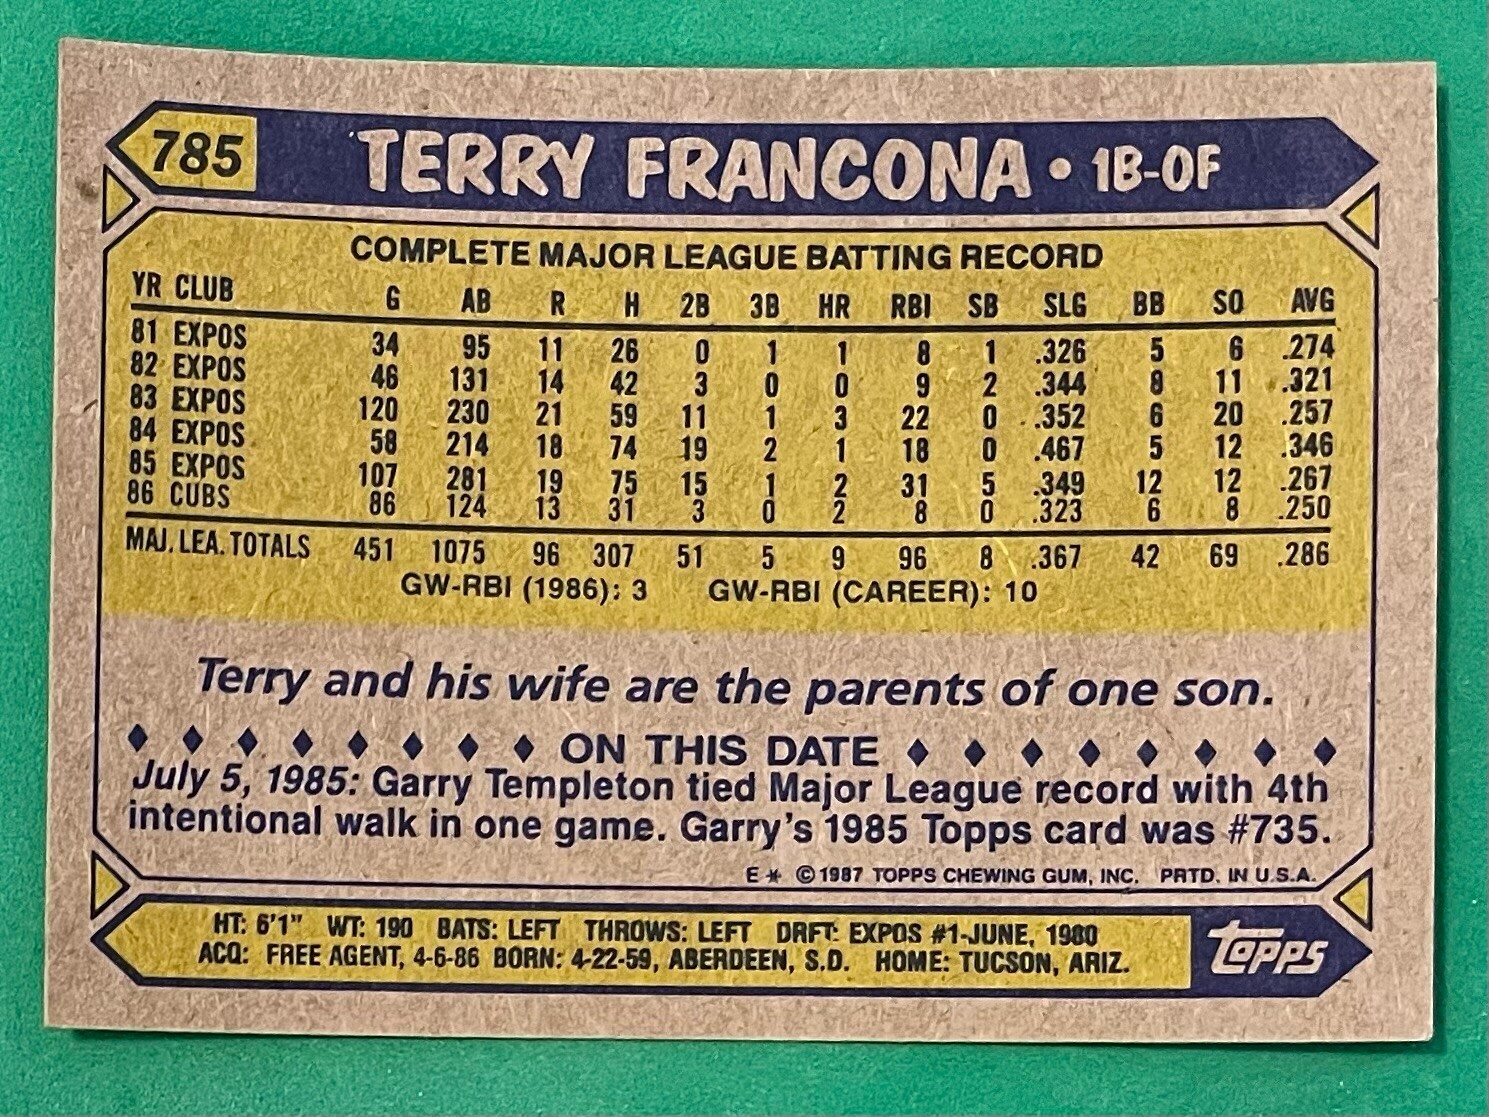 785 TERRY FRANCONA • 1B-OF
COMPLETE MAJOR LEAGUE BATTING RECORD
YR CLUB G AB R H 2B 3B HR RBI SB SLG BB SO AVG
81 EXPOS 34 95 11 26 0 1 1 8 1 .326 5 6 .274
82 EXPOS 46 131 14 42 3 0 0 9 2 .344 8 11 .321
83 EXPOS 120 230 21 59 11 1 3 22 0 .352 6 20 .257
84 EXPOS 58 214 18 74 19 2 1 18 0 .467 5 12 .346
85 EXPOS 107 281 19 75 15 1 2 31 5 .349 12 12 .267
86 CUBS 86 124 13 31 3 0 2 8 0 .323 6 8 .250
MAJ. LEA. TOTALS 451 1075 96 307 51 5 9 96 8 .367 42 69 .286
GW-RBI (1986): 3 GW-RBI (CAREER): 10
Terry and his wife are the parents of one son.
ON THIS DATE
July 5, 1985: Garry Templeton tied Major League record with 4th
intentional walk in one game. Garry's 1985 Topps card was #735.
E* © 1987 TOPPS CHEWING GUM, INC. PRTD. IN U.S.A.
HT: 6'1" WT: 190 BATS: LEFT THROWS: LEFT DRFT: EXPOS #1-JUNE, 1980
ACQ: FREE AGENT, 4-6-86 BORN: 4-22-59, ABERDEEN, S.D. HOME: TUCSON, ARIZ.
topps